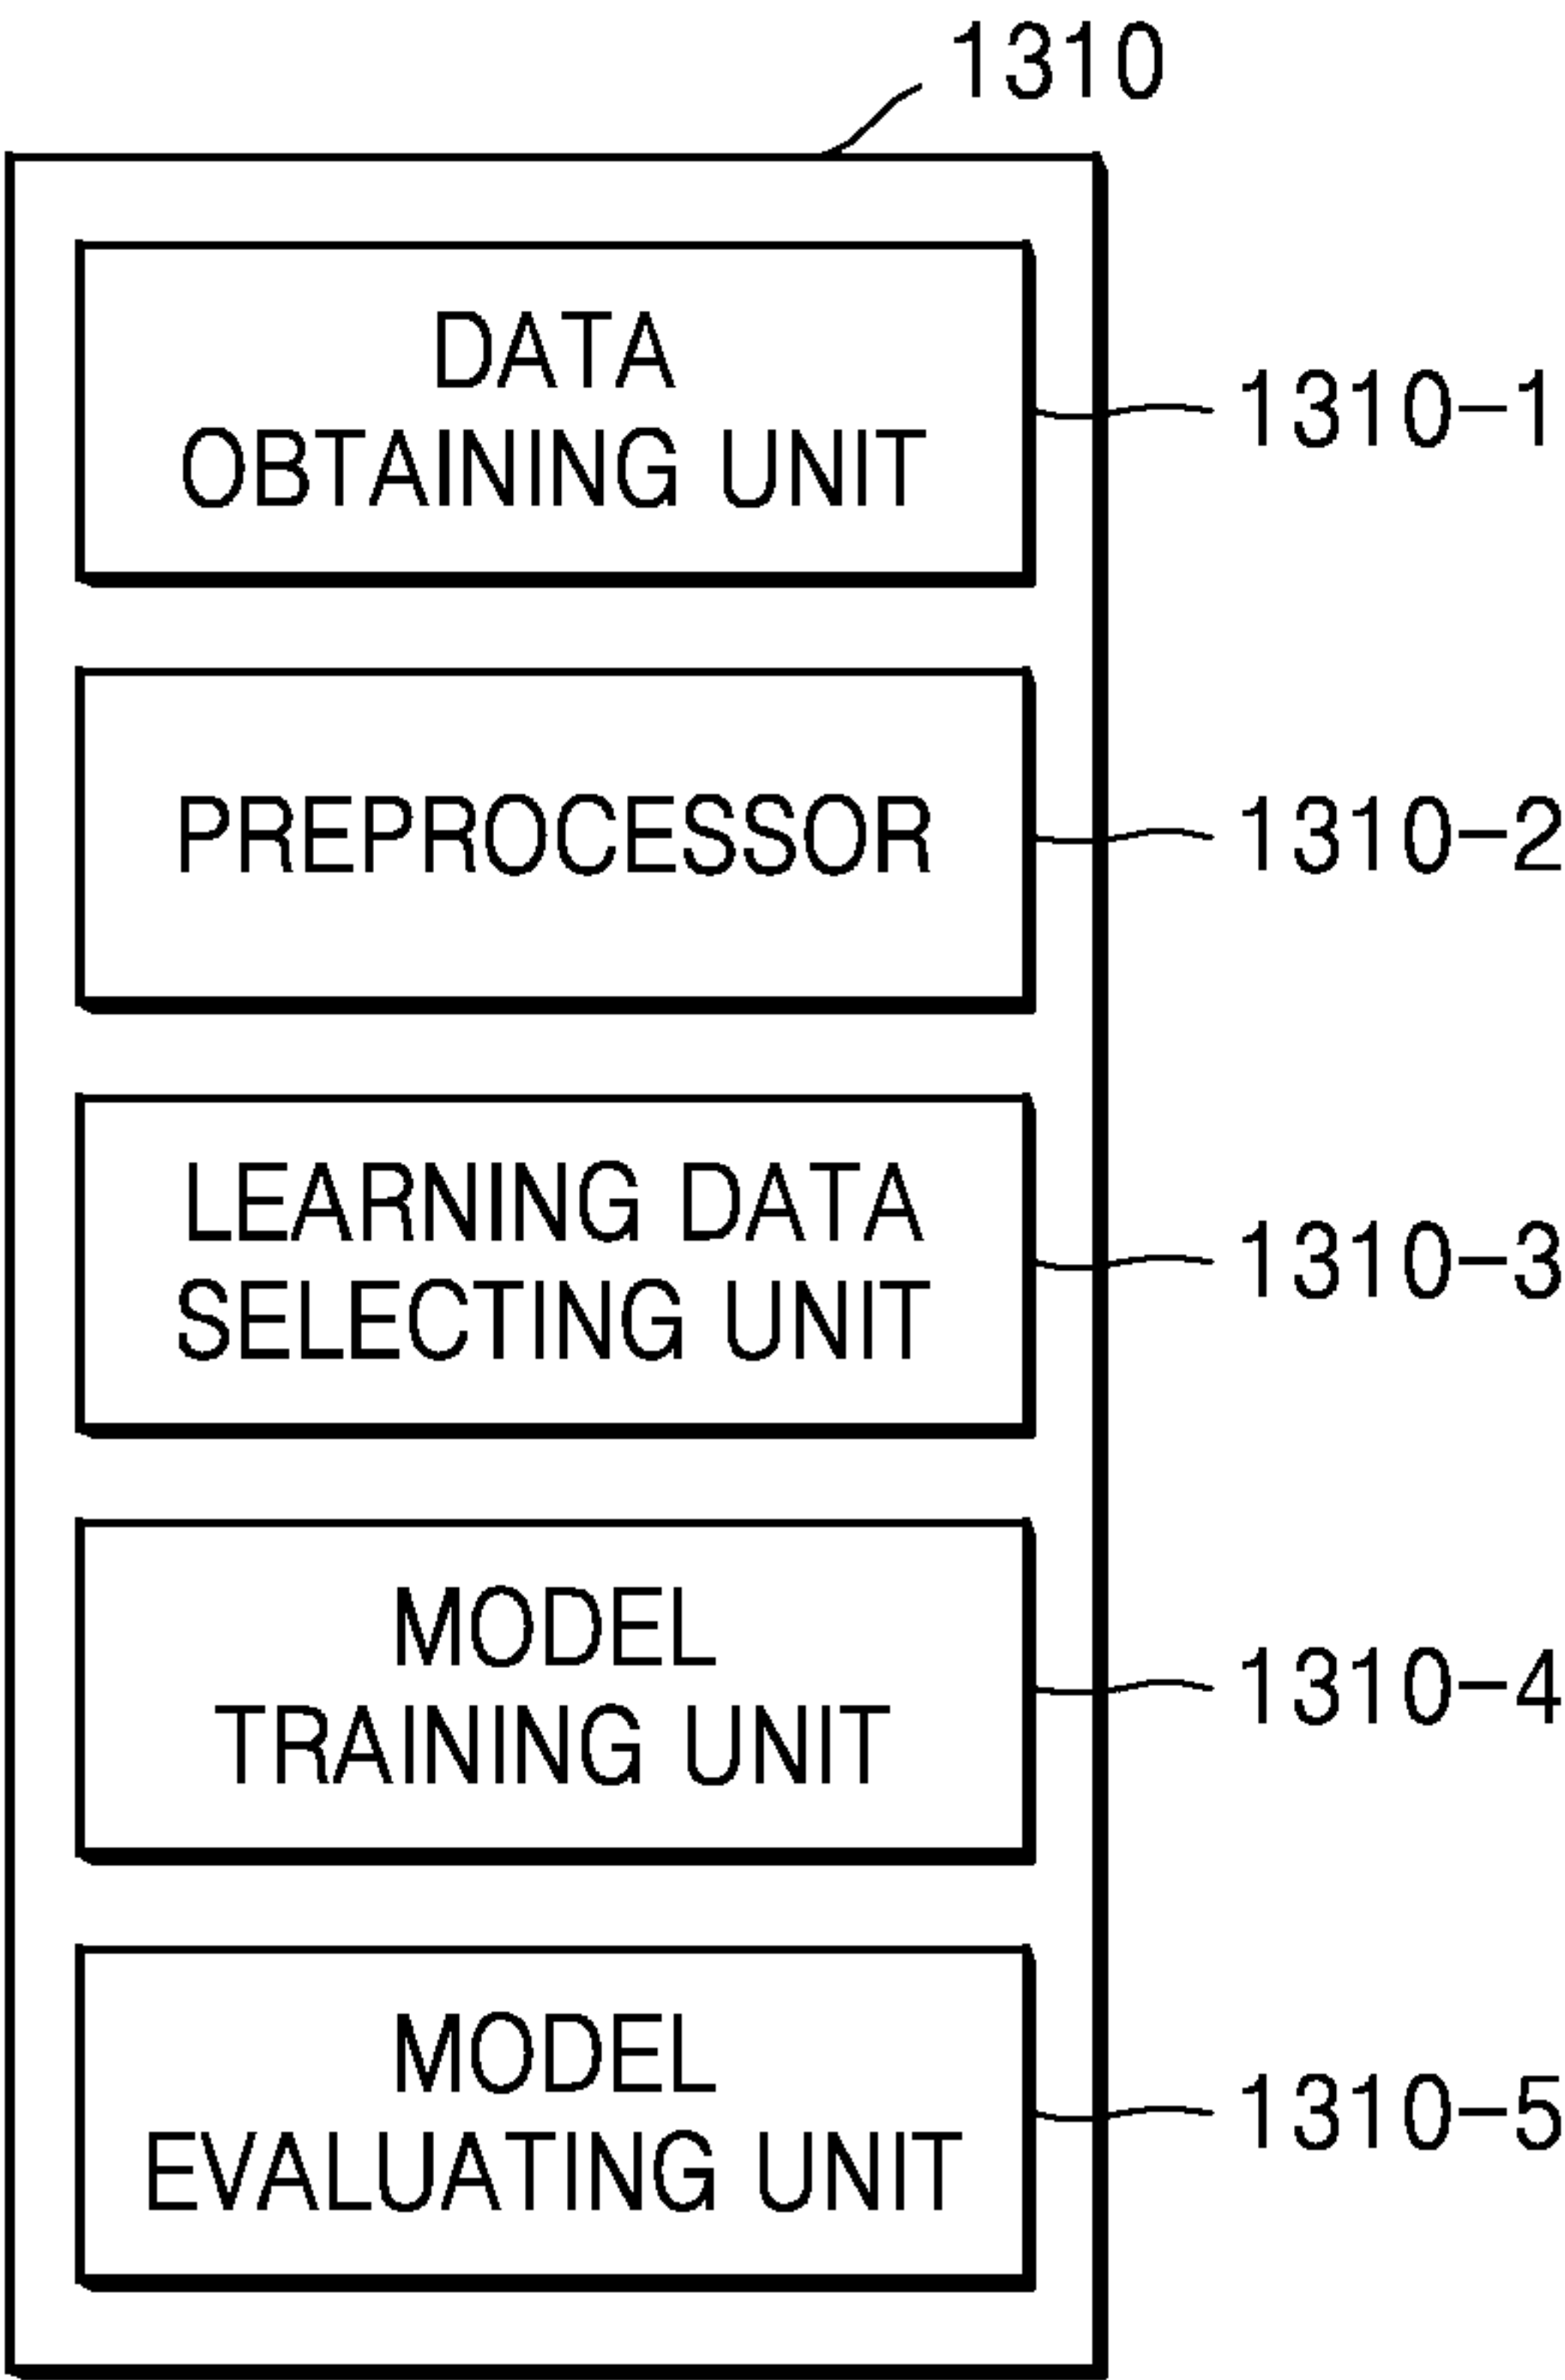 1310
DATA
OBTAINING UNIT
1310-1
PREPROCESSOR
1310-2
LEARNING DATA
SELECTING UNIT
1310-3
MODEL
TRAINING UNIT
1310-4
MODEL
EVALUATING UNIT
1310-5